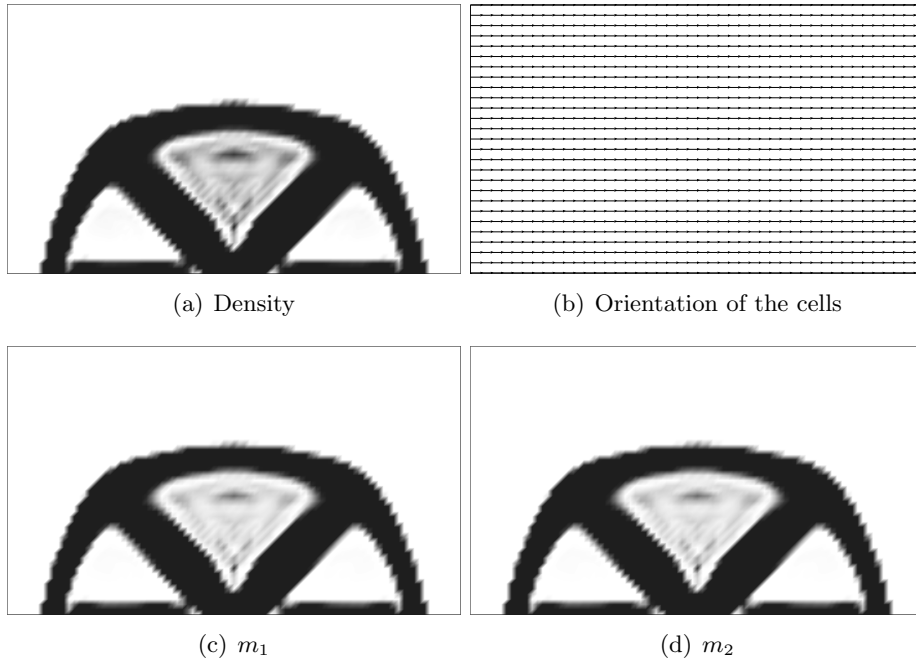 (a) Density
(b) Orientation of the cells
(c) m₁
(d) m₂